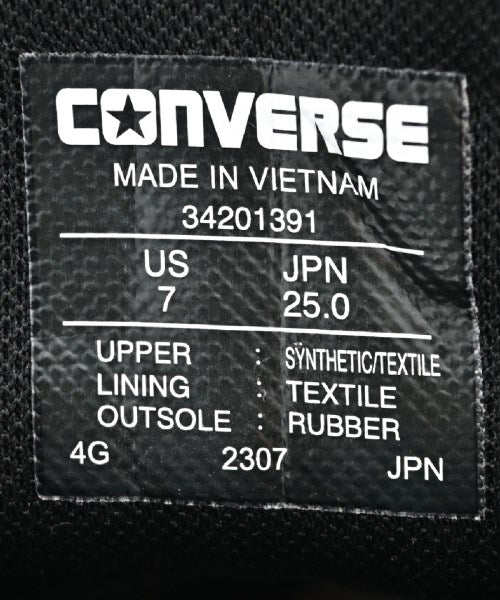 CONVERSE
MADE IN VIETNAM
34201391
US JPN
7 25.0
UPPER : SYNTHETIC/TEXTILE
LINING : TEXTILE
OUTSOLE : RUBBER
4G 2307 JPN